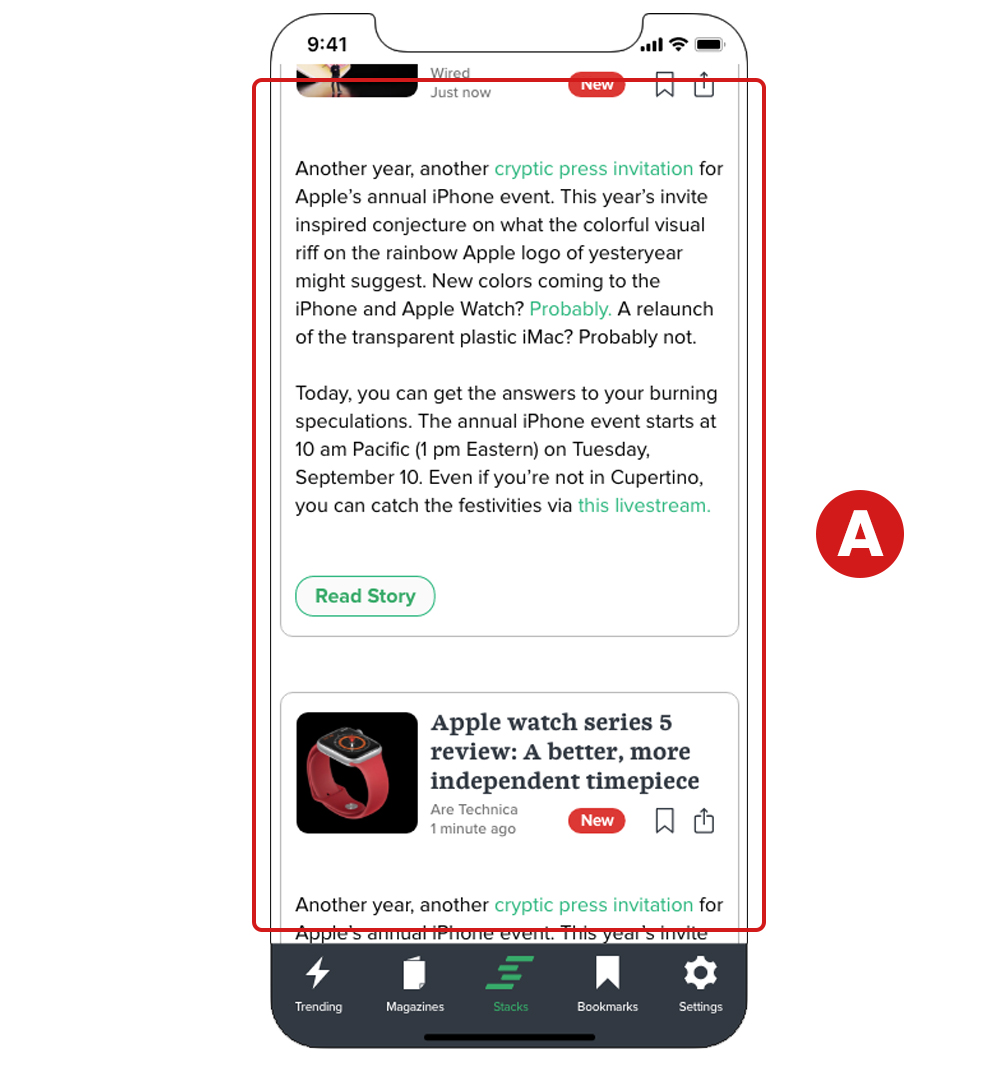 9:41
Wired
Just now
New
Another year, another cryptic press invitation for
Apple’s annual iPhone event. This year’s invite
inspired conjecture on what the colorful visual
riff on the rainbow Apple logo of yesteryear
might suggest. New colors coming to the
iPhone and Apple Watch? Probably. A relaunch
of the transparent plastic iMac? Probably not.
Today, you can get the answers to your burning
speculations. The annual iPhone event starts at
10 am Pacific (1 pm Eastern) on Tuesday,
September 10. Even if you’re not in Cupertino,
you can catch the festivities via this livestream.
A
Read Story
Apple watch series 5
review: A better, more
independent timepiece
Are Technica
1 minute ago
New
Another year, another cryptic press invitation for
Apple’s annual iPhone event. This year’s invite
Trending
Magazines
Stacks
Bookmarks
Settings